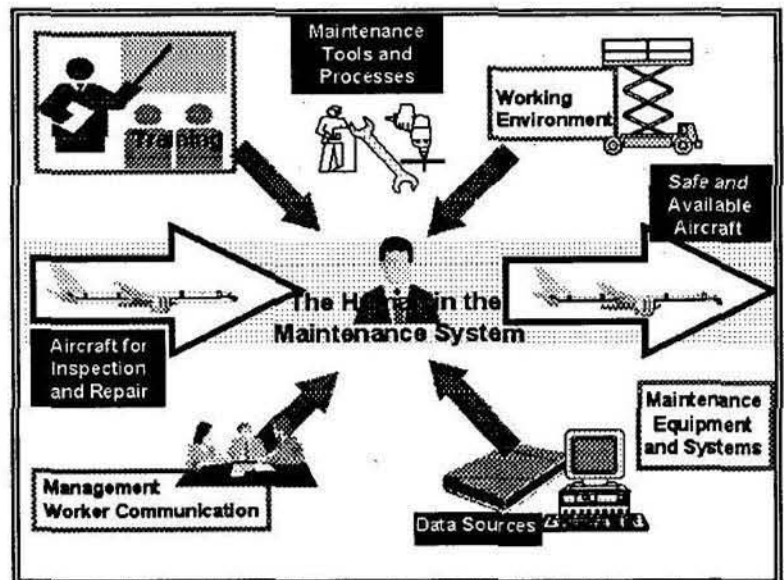 Training
Maintenance
Tools and
Processes
Working
Environment
Safe and
Available
Aircraft
The Human in the
Maintenance System
Aircraft for
Inspection
and Repair
Management
Worker Communication
Data Sources
Maintenance
Equipment
and Systems